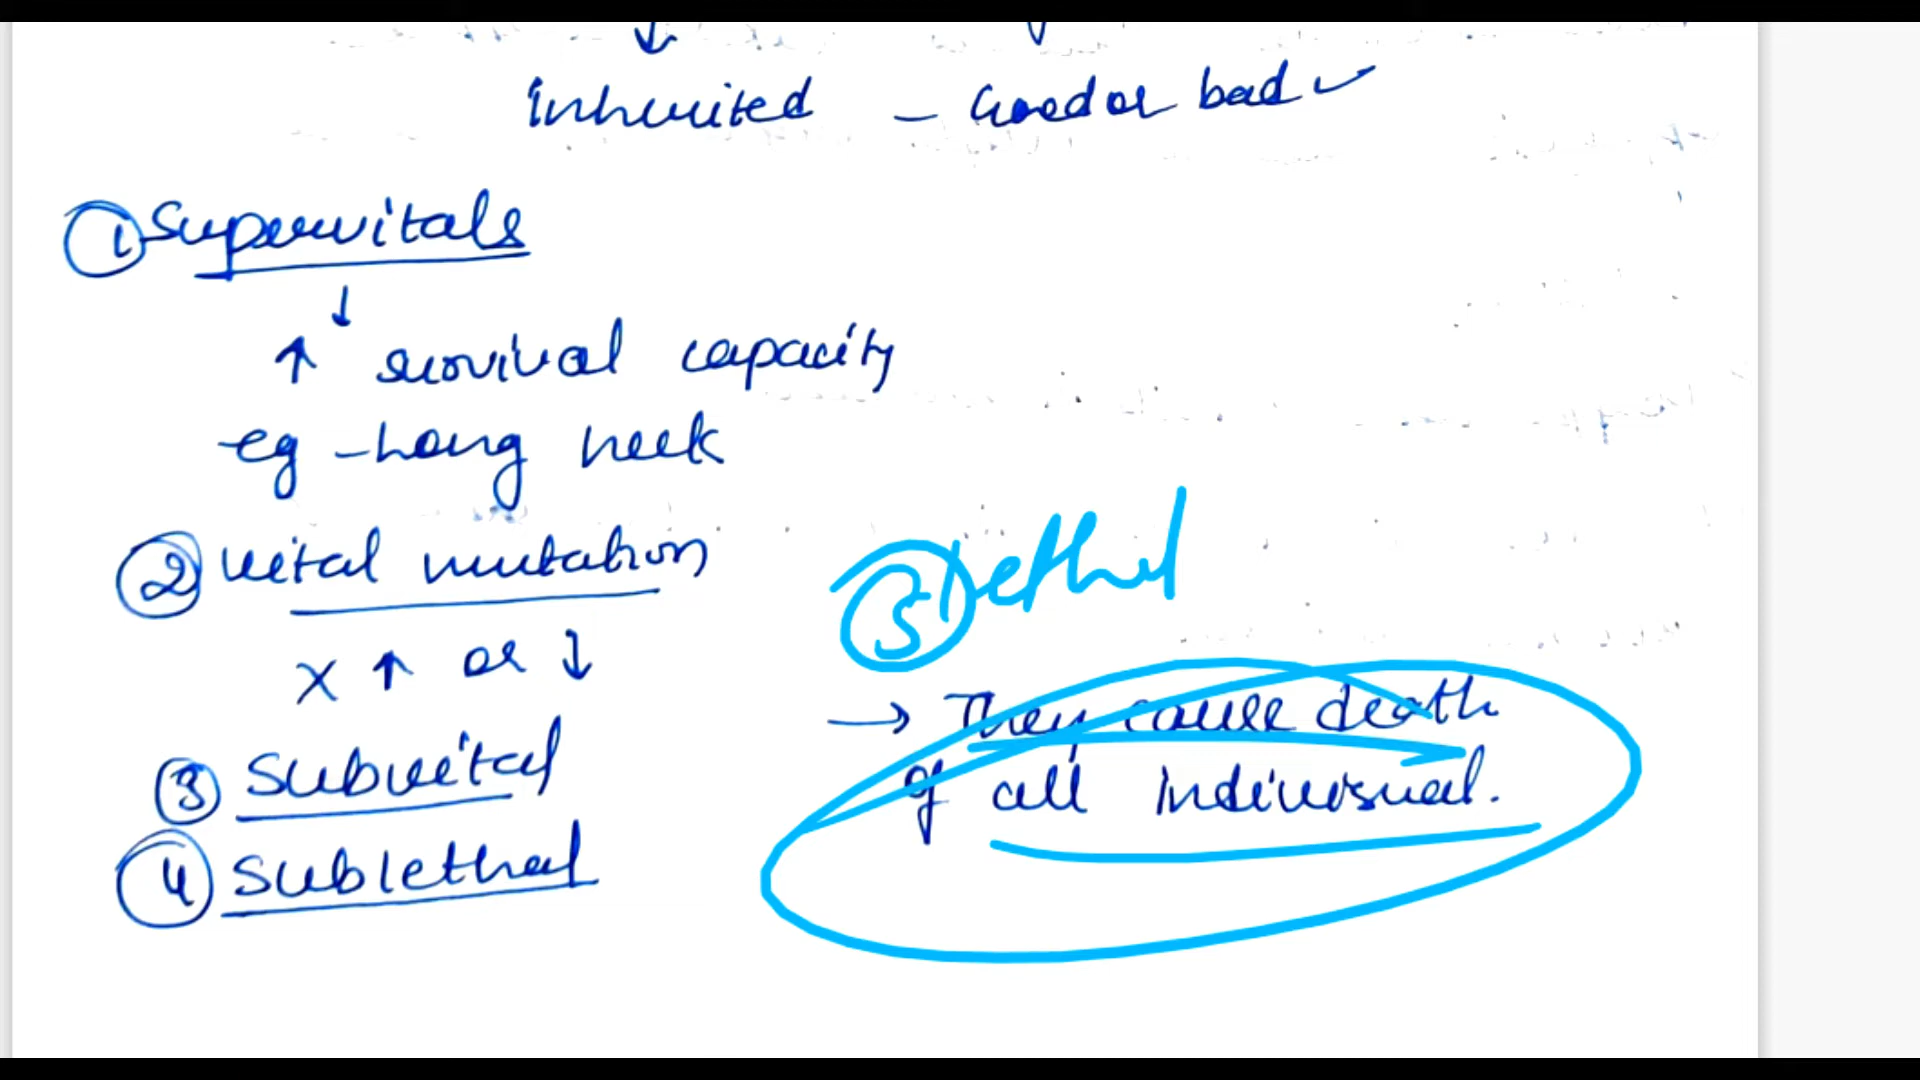 Inherited - Good or bad ✓
① Supervitals
↓
↑ survival capacity
eg - Long neck
② Vital mutation
X ↑ or ↓
③ Subvital
④ Sublethal
⑤ Lethal
→ They cause death
of all indivisual.